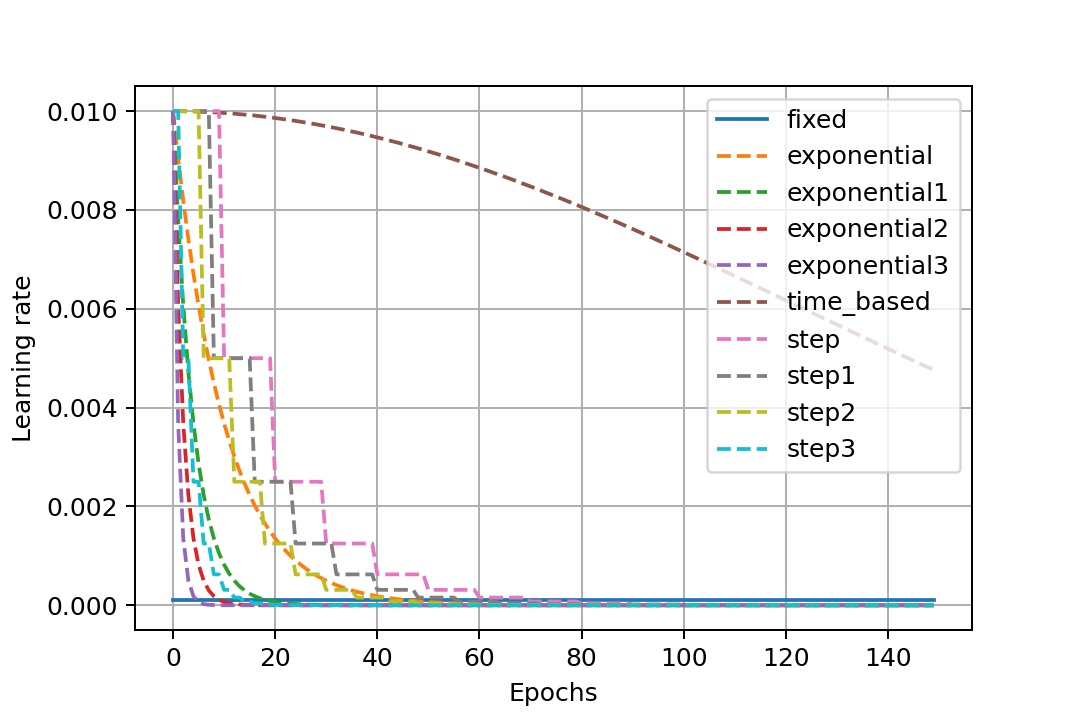 0.010
0.008
0.006
0.004
0.002
0.000
Learning rate
0 20 40 60 80 100 120 140
Epochs
fixed
exponential
exponential1
exponential2
exponential3
time_based
step
step1
step2
step3